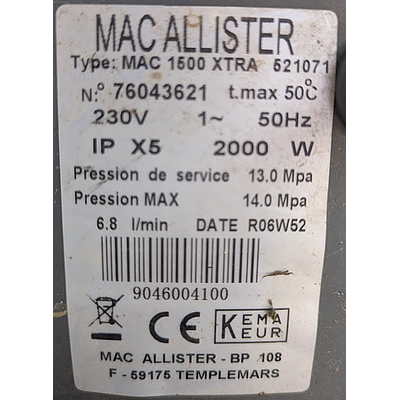 MAC ALLISTER
Type: MAC 1500 XTRA 521071
N.º 76043621 t.max 50°C
230V 1~ 50Hz
IP X5 2000 W
Pression de service 13.0 Mpa
Pression MAX 14.0 Mpa
6.8 l/min DATE R06W52
9046004100
CE KEMA KEUR
MAC ALLISTER - BP 108
F - 59175 TEMPLEMARS